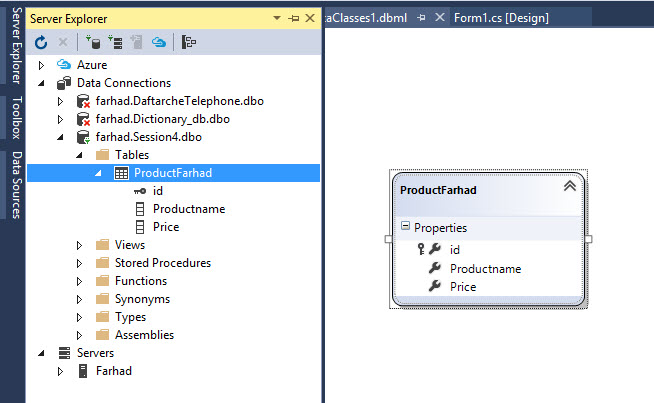 Server Explorer
Toolbox
Data Sources
Server Explorer
Azure
Data Connections
farhad.DaftarcheTelephone.dbo
farhad.Dictionary_db.dbo
farhad.Session4.dbo
Tables
ProductFarhad
id
Productname
Price
Views
Stored Procedures
Functions
Synonyms
Types
Assemblies
Servers
Farhad
taClasses1.dbml
Form1.cs [Design]
ProductFarhad
Properties
id
Productname
Price